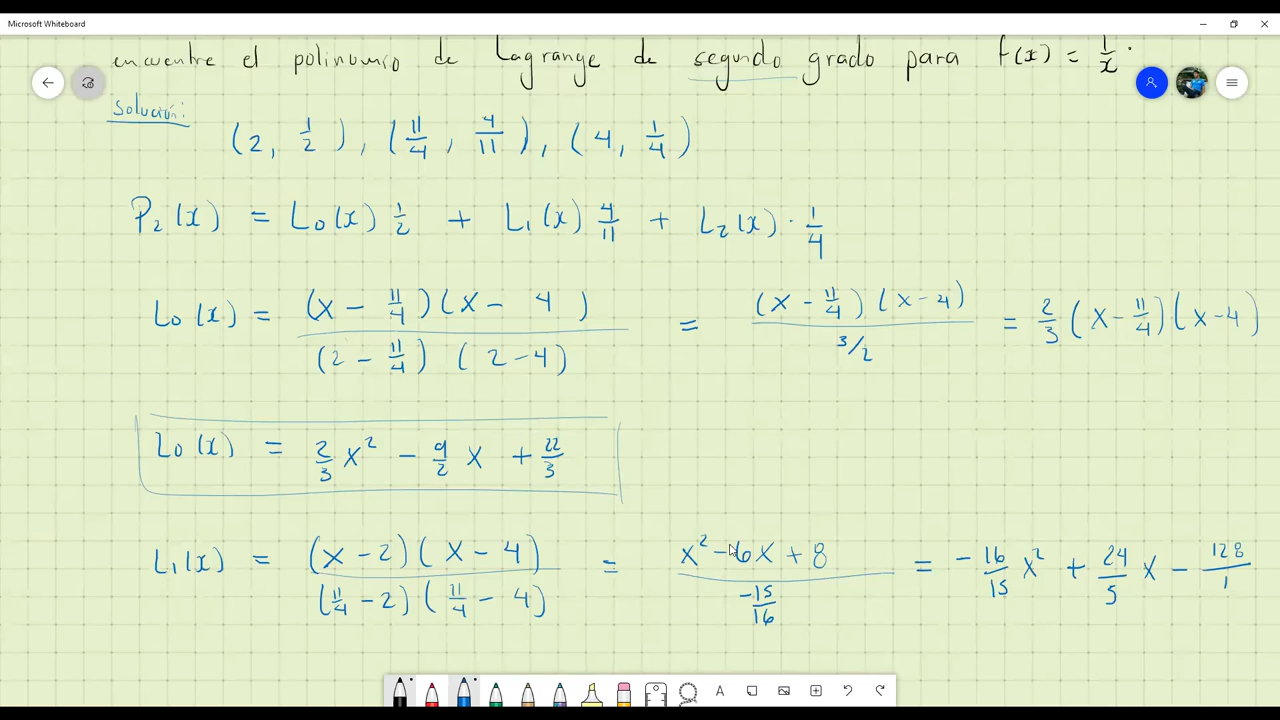 Microsoft Whiteboard
encuentre el polinomio de Lagrange de segundo grado para f(x) = 1/x.
Solución:
(2, 1/2), (11/4, 4/11), (4, 1/4)
P₂(x) = L₀(x) 1/2 + L₁(x) 4/11 + L₂(x) · 1/4
L₀(x) = (x - 11/4)(x - 4) / (2 - 11/4)(2 - 4) = (x - 11/4)(x - 4) / 3/2 = 2/3 (x - 11/4)(x - 4)
L₀(x) = 2/3 x² - 9/2 x + 22/3
L₁(x) = (x - 2)(x - 4) / (11/4 - 2)(11/4 - 4) = x² - 6x + 8 / -15/16 = - 16/15 x² + 24/5 x - 128/1
A